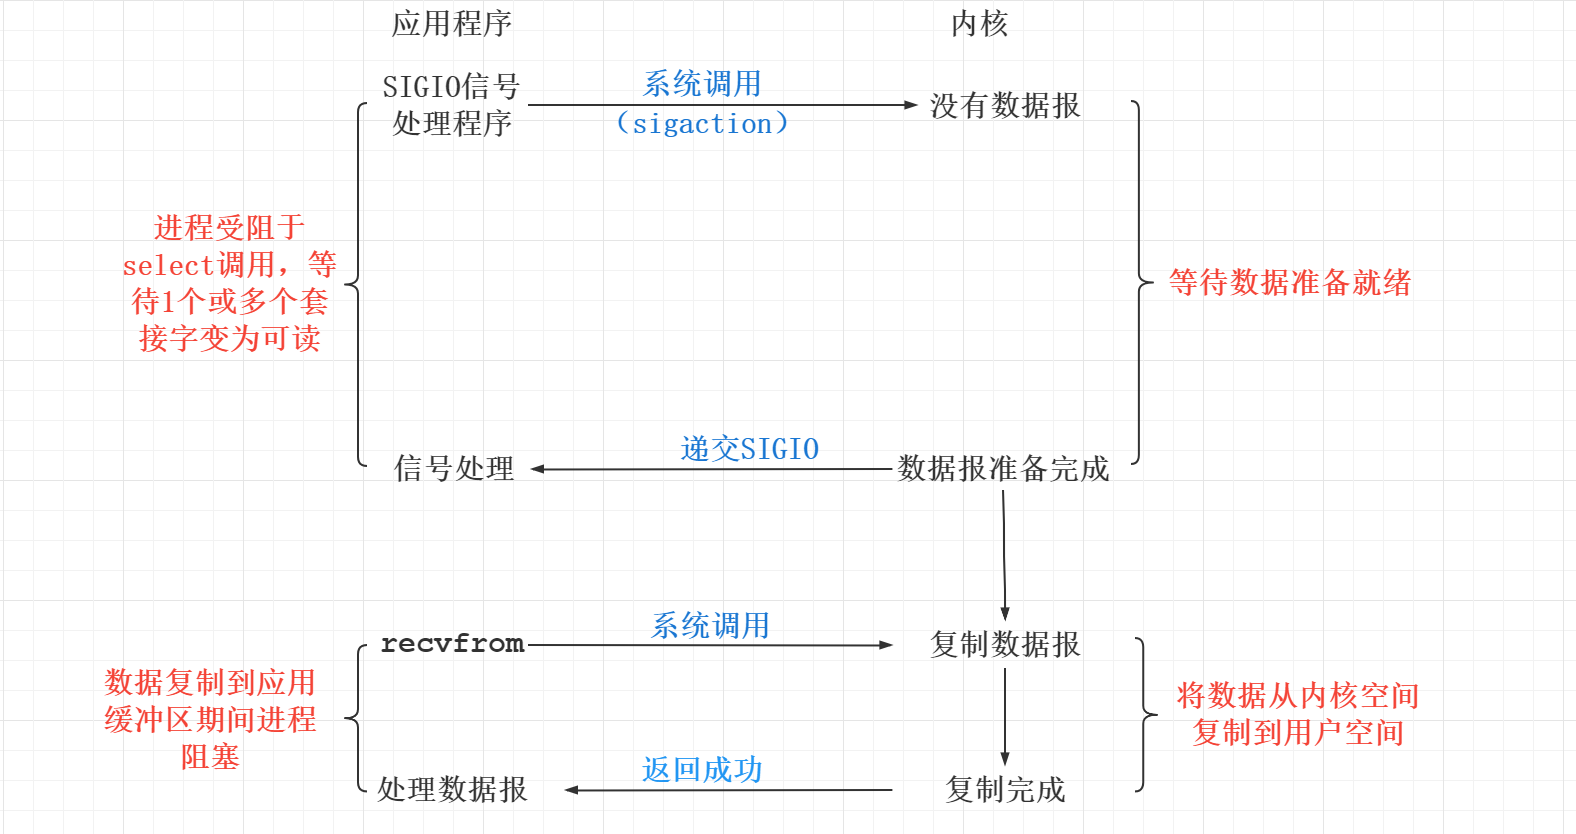 应用程序
内核
SIGIO信号
处理程序
系统调用
（sigaction）
没有数据报
进程受阻于
select调用，等
待1个或多个套
接字变为可读
等待数据准备就绪
信号处理
递交SIGIO
数据报准备完成
recvfrom
系统调用
复制数据报
数据复制到应用
缓冲区期间进程
阻塞
将数据从内核空间
复制到用户空间
处理数据报
返回成功
复制完成